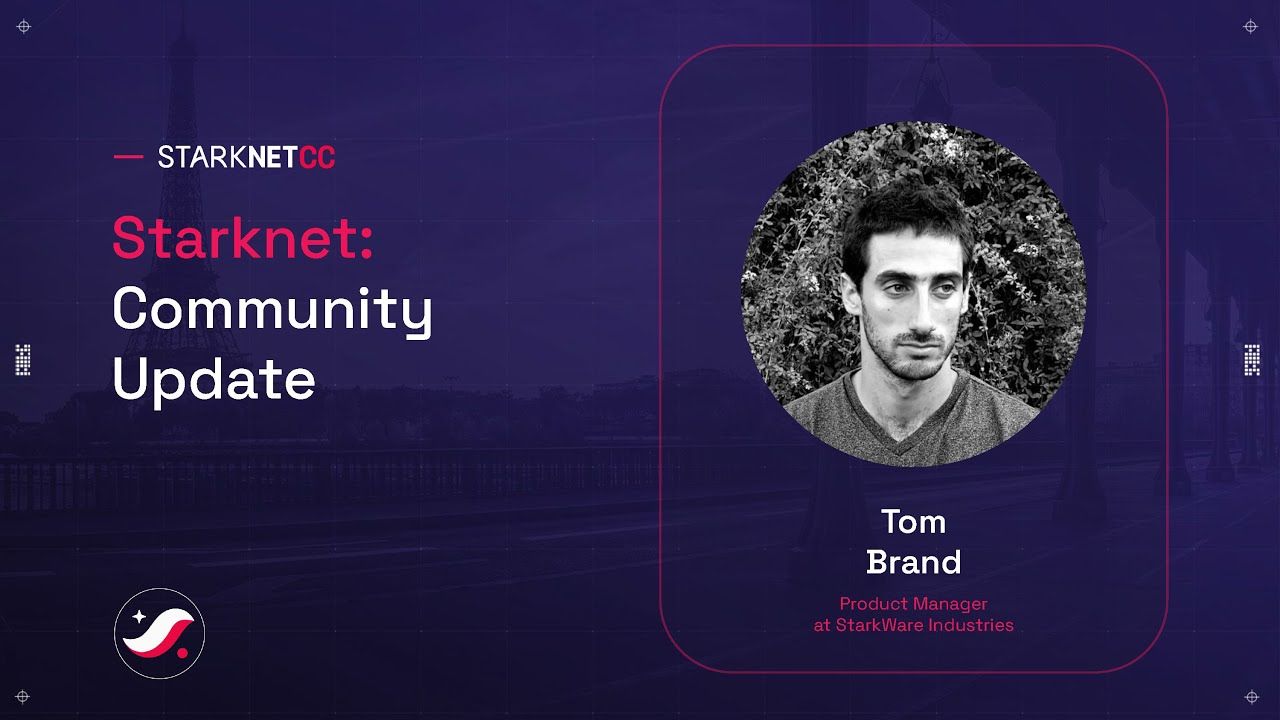 — STARKNETCC
Starknet:
Community
Update
Tom
Brand
Product Manager
at StarkWare Industries